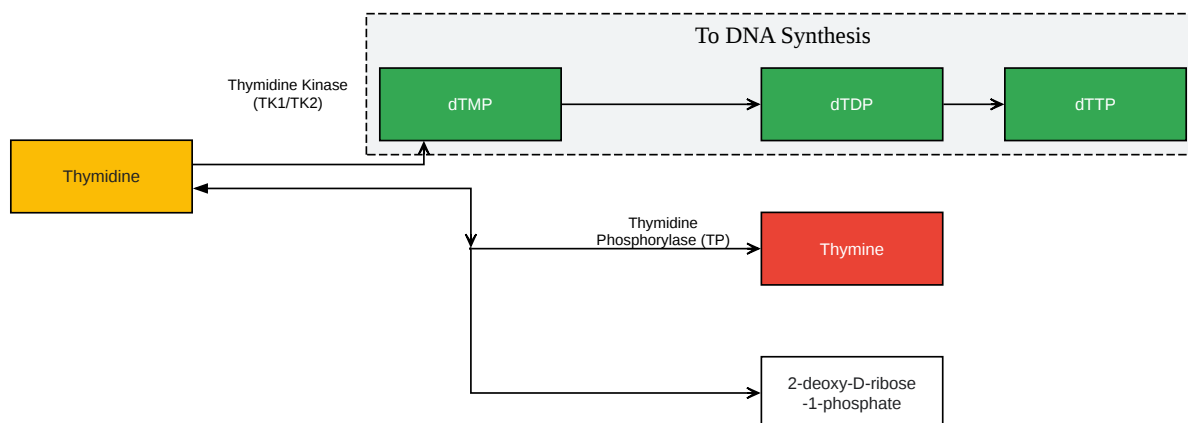 To DNA Synthesis
Thymidine Kinase
(TK1/TK2)
dTMP
dTDP
dTTP
Thymidine
Thymidine
Phosphorylase (TP)
Thymine
2-deoxy-D-ribose
-1-phosphate